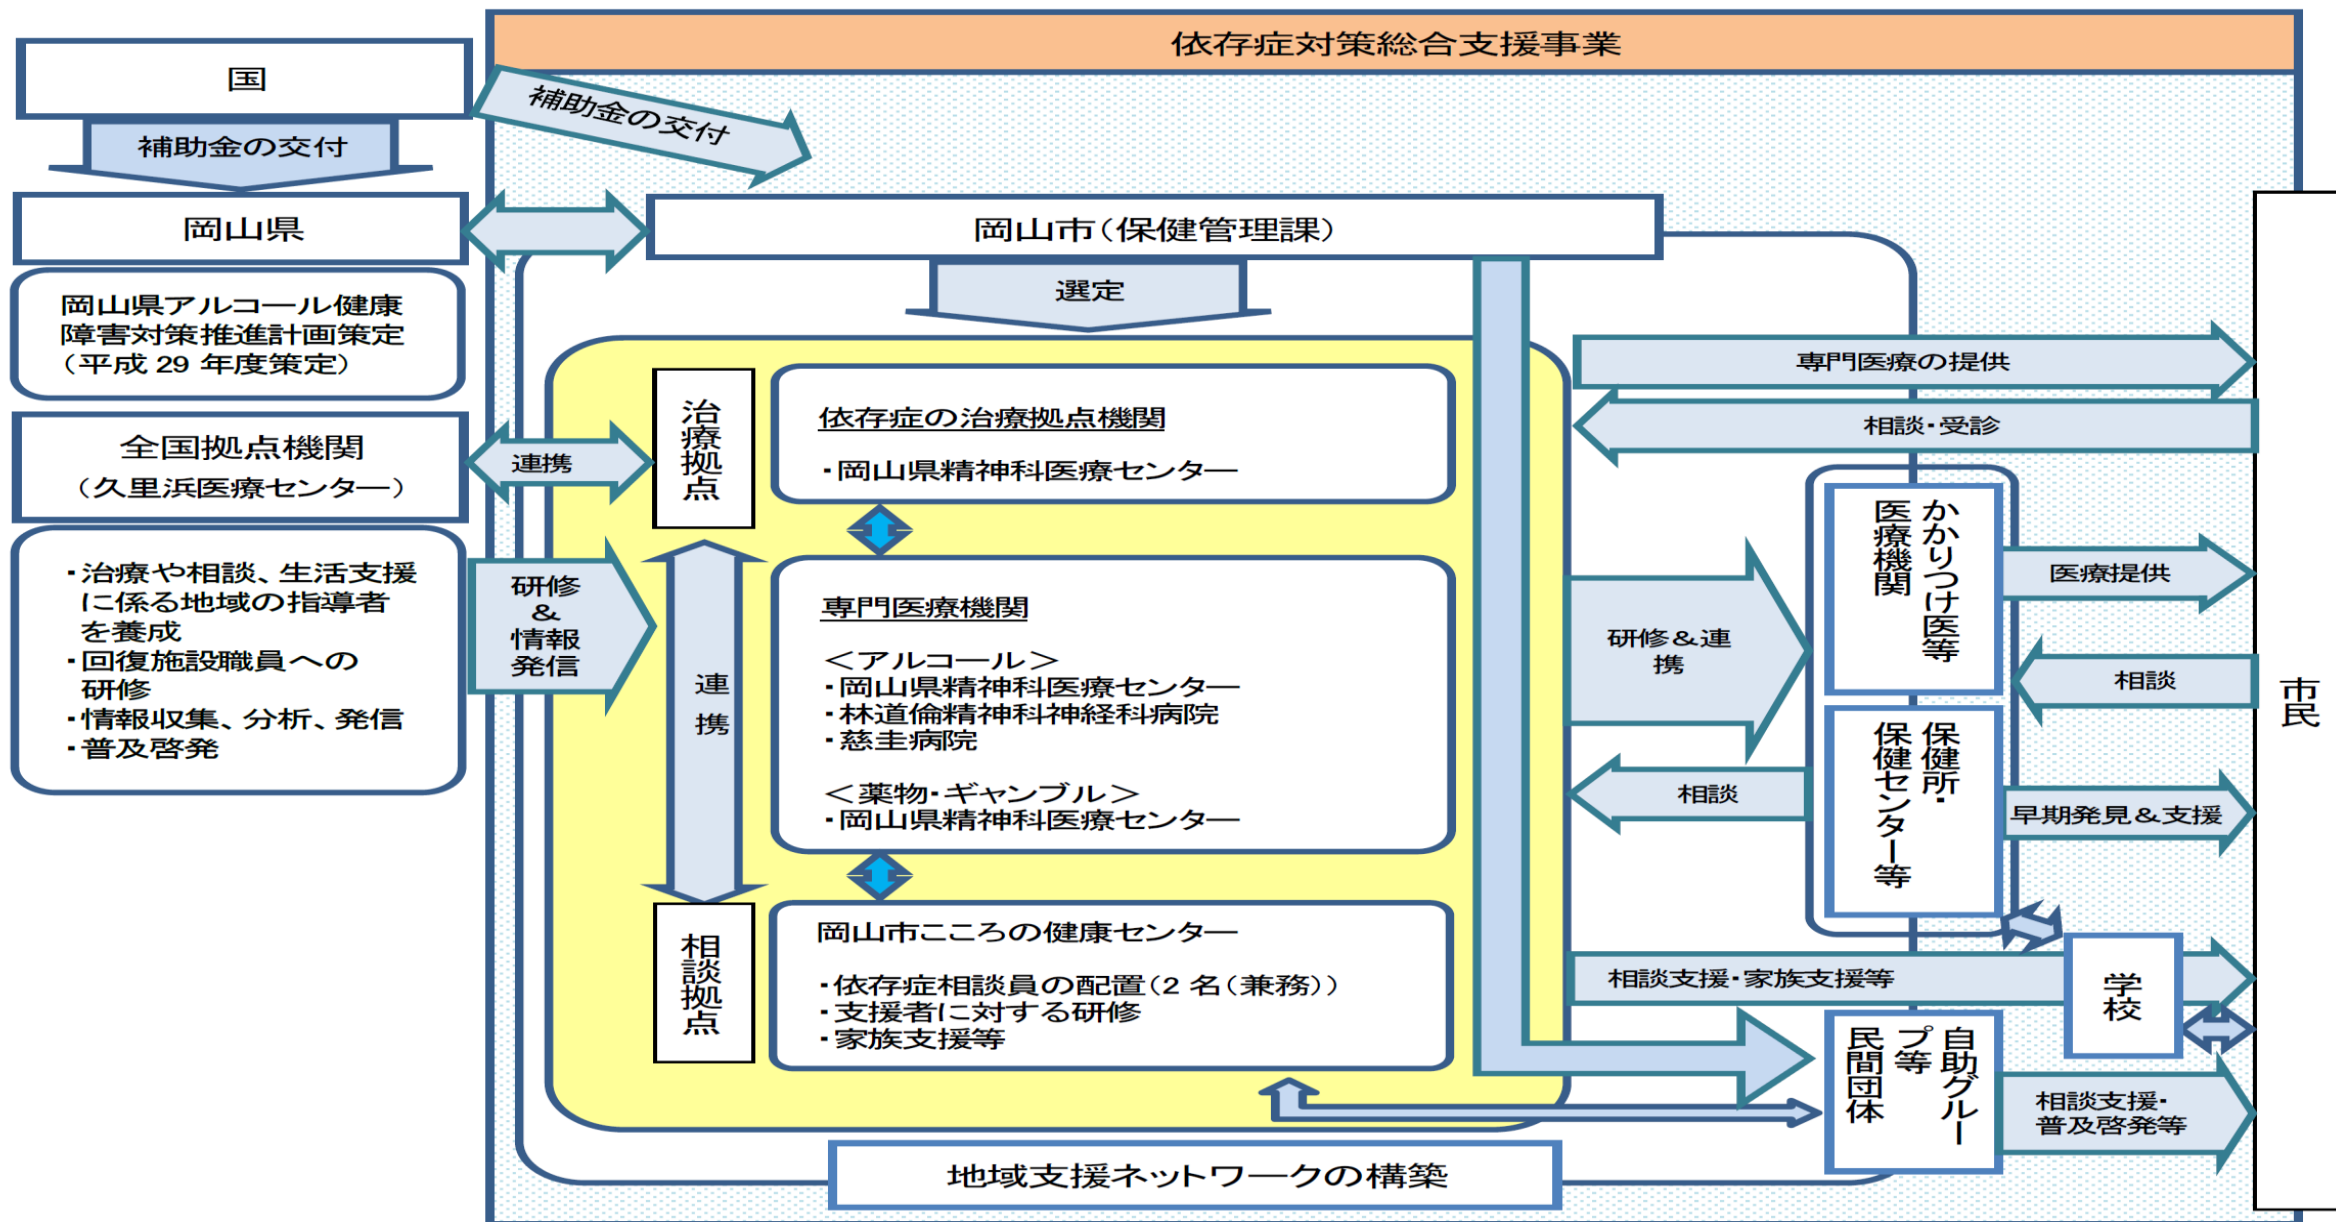 依存症対策総合支援事業
国
補助金の交付
補助金の交付
岡山県
岡山市（保健管理課）
選定
岡山県アルコール健康
障害対策推進計画策定
（平成 29 年度策定）
全国拠点機関
（久里浜医療センター）
連携
・治療や相談、生活支援
に係る地域の指導者
を養成
・回復施設職員への
研修
・情報収集、分析、発信
・普及啓発
研修
＆
情報
発信
治療拠点
依存症の治療拠点機関
・岡山県精神科医療センター
連携
専門医療機関
＜アルコール＞
・岡山県精神科医療センター
・林道倫精神科神経科病院
・慈圭病院
＜薬物・ギャンブル＞
・岡山県精神科医療センター
相談拠点
岡山市こころの健康センター
・依存症相談員の配置（2 名（兼務））
・支援者に対する研修
・家族支援等
専門医療の提供
相談・受診
研修＆連
携
相談
かかりつけ医等
医療機関
保健所・
保健センター等
医療提供
相談
早期発見＆支援
相談支援・家族支援等
学校
自助グルー
プ等
民間団体
相談支援・
普及啓発等
市民
地域支援ネットワークの構築